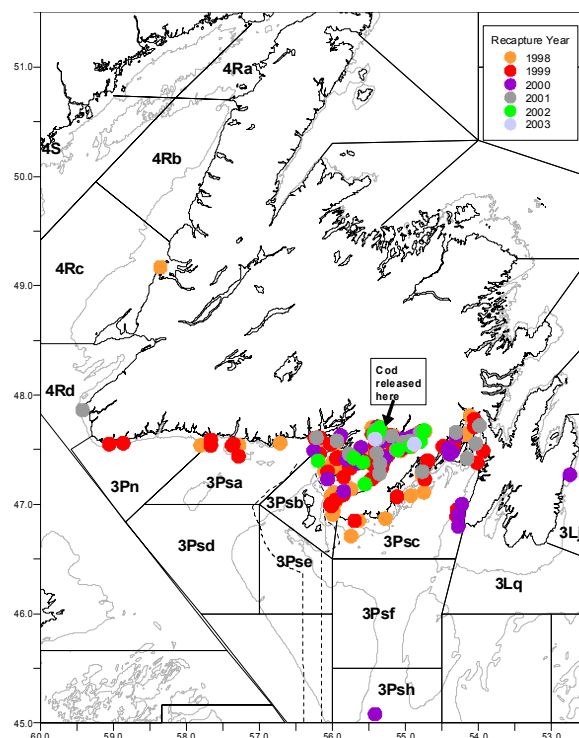 Recapture Year
1998
1999
2000
2001
2002
2003
51.0
4Ra
4S
4Rb
50.0
4Rc
49.0
4Rd
Cod
released
here
48.0
3Pn
3Psa
3Psb
3Psc
47.0
3Psd
3Pse
3Lq
3Psf
46.0
3Psh
45.0
60.0 59.0 58.0 57.0 56.0 55.0 54.0 53.0